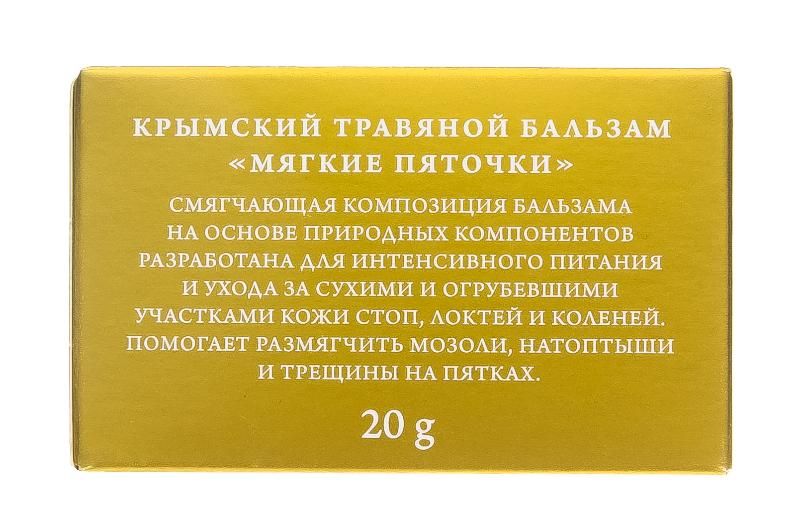 КРЫМСКИЙ ТРАВЯНОЙ БАЛЬЗАМ
«МЯГКИЕ ПЯТОЧКИ»
СМЯГЧАЮЩАЯ КОМПОЗИЦИЯ БАЛЬЗАМА
НА ОСНОВЕ ПРИРОДНЫХ КОМПОНЕНТОВ
РАЗРАБОТАНА ДЛЯ ИНТЕНСИВНОГО ПИТАНИЯ
И УХОДА ЗА СУХИМИ И ОГРУБЕВШИМИ
УЧАСТКАМИ КОЖИ СТОП, ЛОКТЕЙ И КОЛЕНЕЙ.
ПОМОГАЕТ РАЗМЯГЧИТЬ МОЗОЛИ, НАТОПТЫШИ
И ТРЕЩИНЫ НА ПЯТКАХ.
20 g